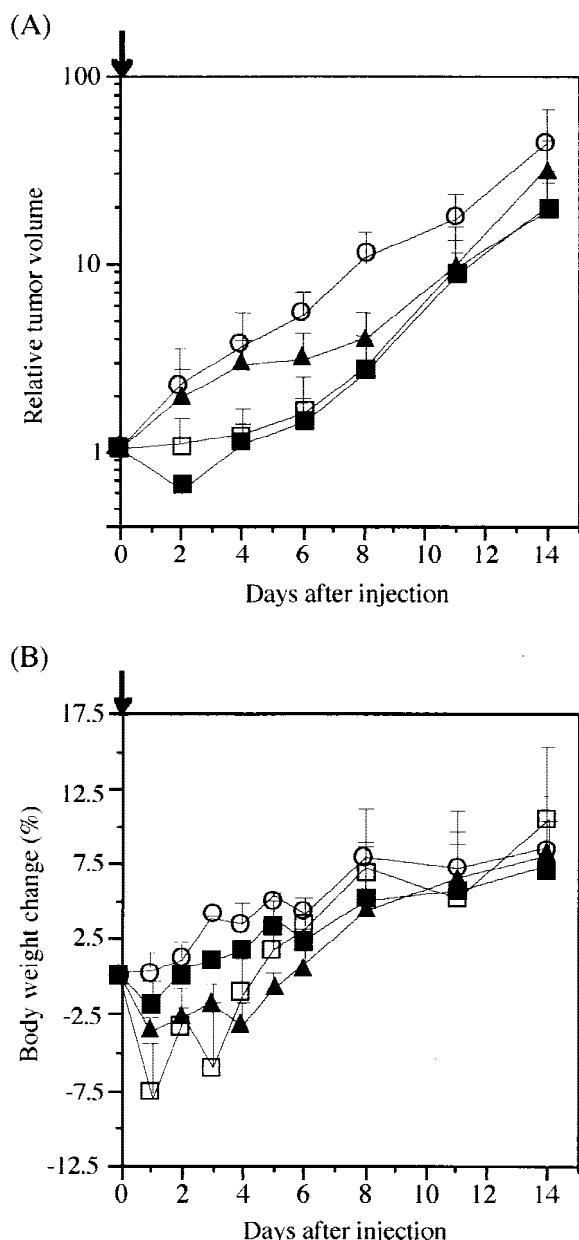 (A)
100
10
1
Relative tumor volume
0 2 4 6 8 10 12 14
Days after injection
(B)
17.5
12.5
7.5
2.5
-2.5
-7.5
-12.5
Body weight change (%)
0 2 4 6 8 10 12 14
Days after injection